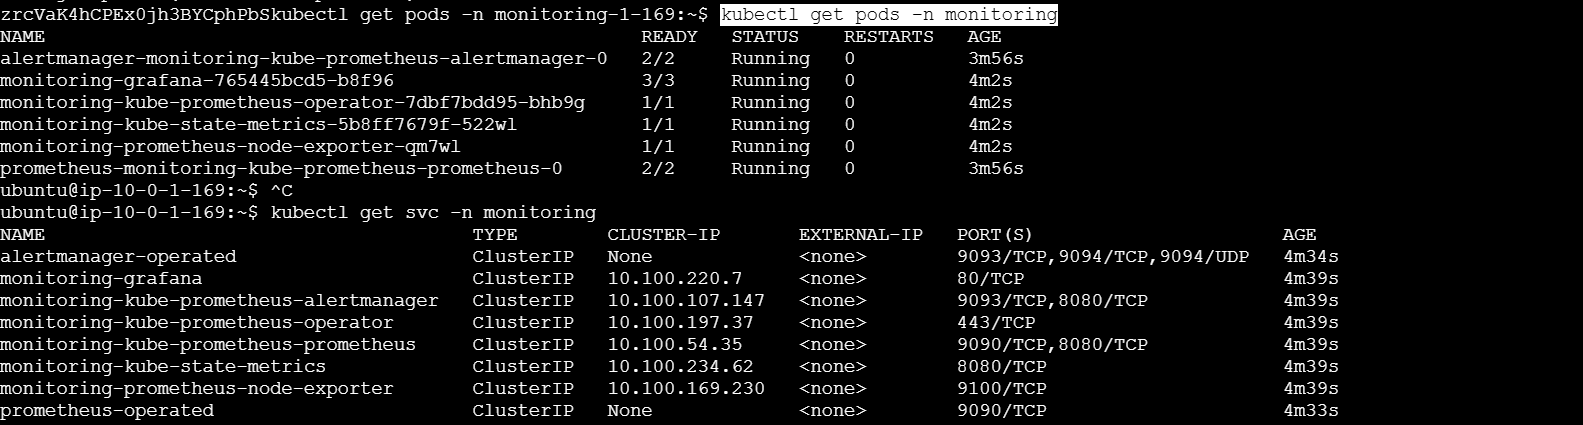 zrcVaK4hCPEx0jh3BYCphPbSkubectl get pods -n monitoring-1-169:~$ kubectl get pods -n monitoring
NAME READY STATUS RESTARTS AGE
alertmanager-monitoring-kube-prometheus-alertmanager-0 2/2 Running 0 3m56s
monitoring-grafana-765445bcd5-b8f96 3/3 Running 0 4m2s
monitoring-kube-prometheus-operator-7dbf7bdd95-bhb9g 1/1 Running 0 4m2s
monitoring-kube-state-metrics-5b8ff7679f-522wl 1/1 Running 0 4m2s
monitoring-prometheus-node-exporter-qm7wl 1/1 Running 0 4m2s
prometheus-monitoring-kube-prometheus-prometheus-0 2/2 Running 0 3m56s
ubuntu@ip-10-0-1-169:~$ ^C
ubuntu@ip-10-0-1-169:~$ kubectl get svc -n monitoring
NAME TYPE CLUSTER-IP EXTERNAL-IP PORT(S) AGE
alertmanager-operated ClusterIP None <none> 9093/TCP,9094/TCP,9094/UDP 4m34s
monitoring-grafana ClusterIP 10.100.220.7 <none> 80/TCP 4m39s
monitoring-kube-prometheus-alertmanager ClusterIP 10.100.107.147 <none> 9093/TCP,8080/TCP 4m39s
monitoring-kube-prometheus-operator ClusterIP 10.100.197.37 <none> 443/TCP 4m39s
monitoring-kube-prometheus-prometheus ClusterIP 10.100.54.35 <none> 9090/TCP,8080/TCP 4m39s
monitoring-kube-state-metrics ClusterIP 10.100.234.62 <none> 8080/TCP 4m39s
monitoring-prometheus-node-exporter ClusterIP 10.100.169.230 <none> 9100/TCP 4m39s
prometheus-operated ClusterIP None <none> 9090/TCP 4m33s